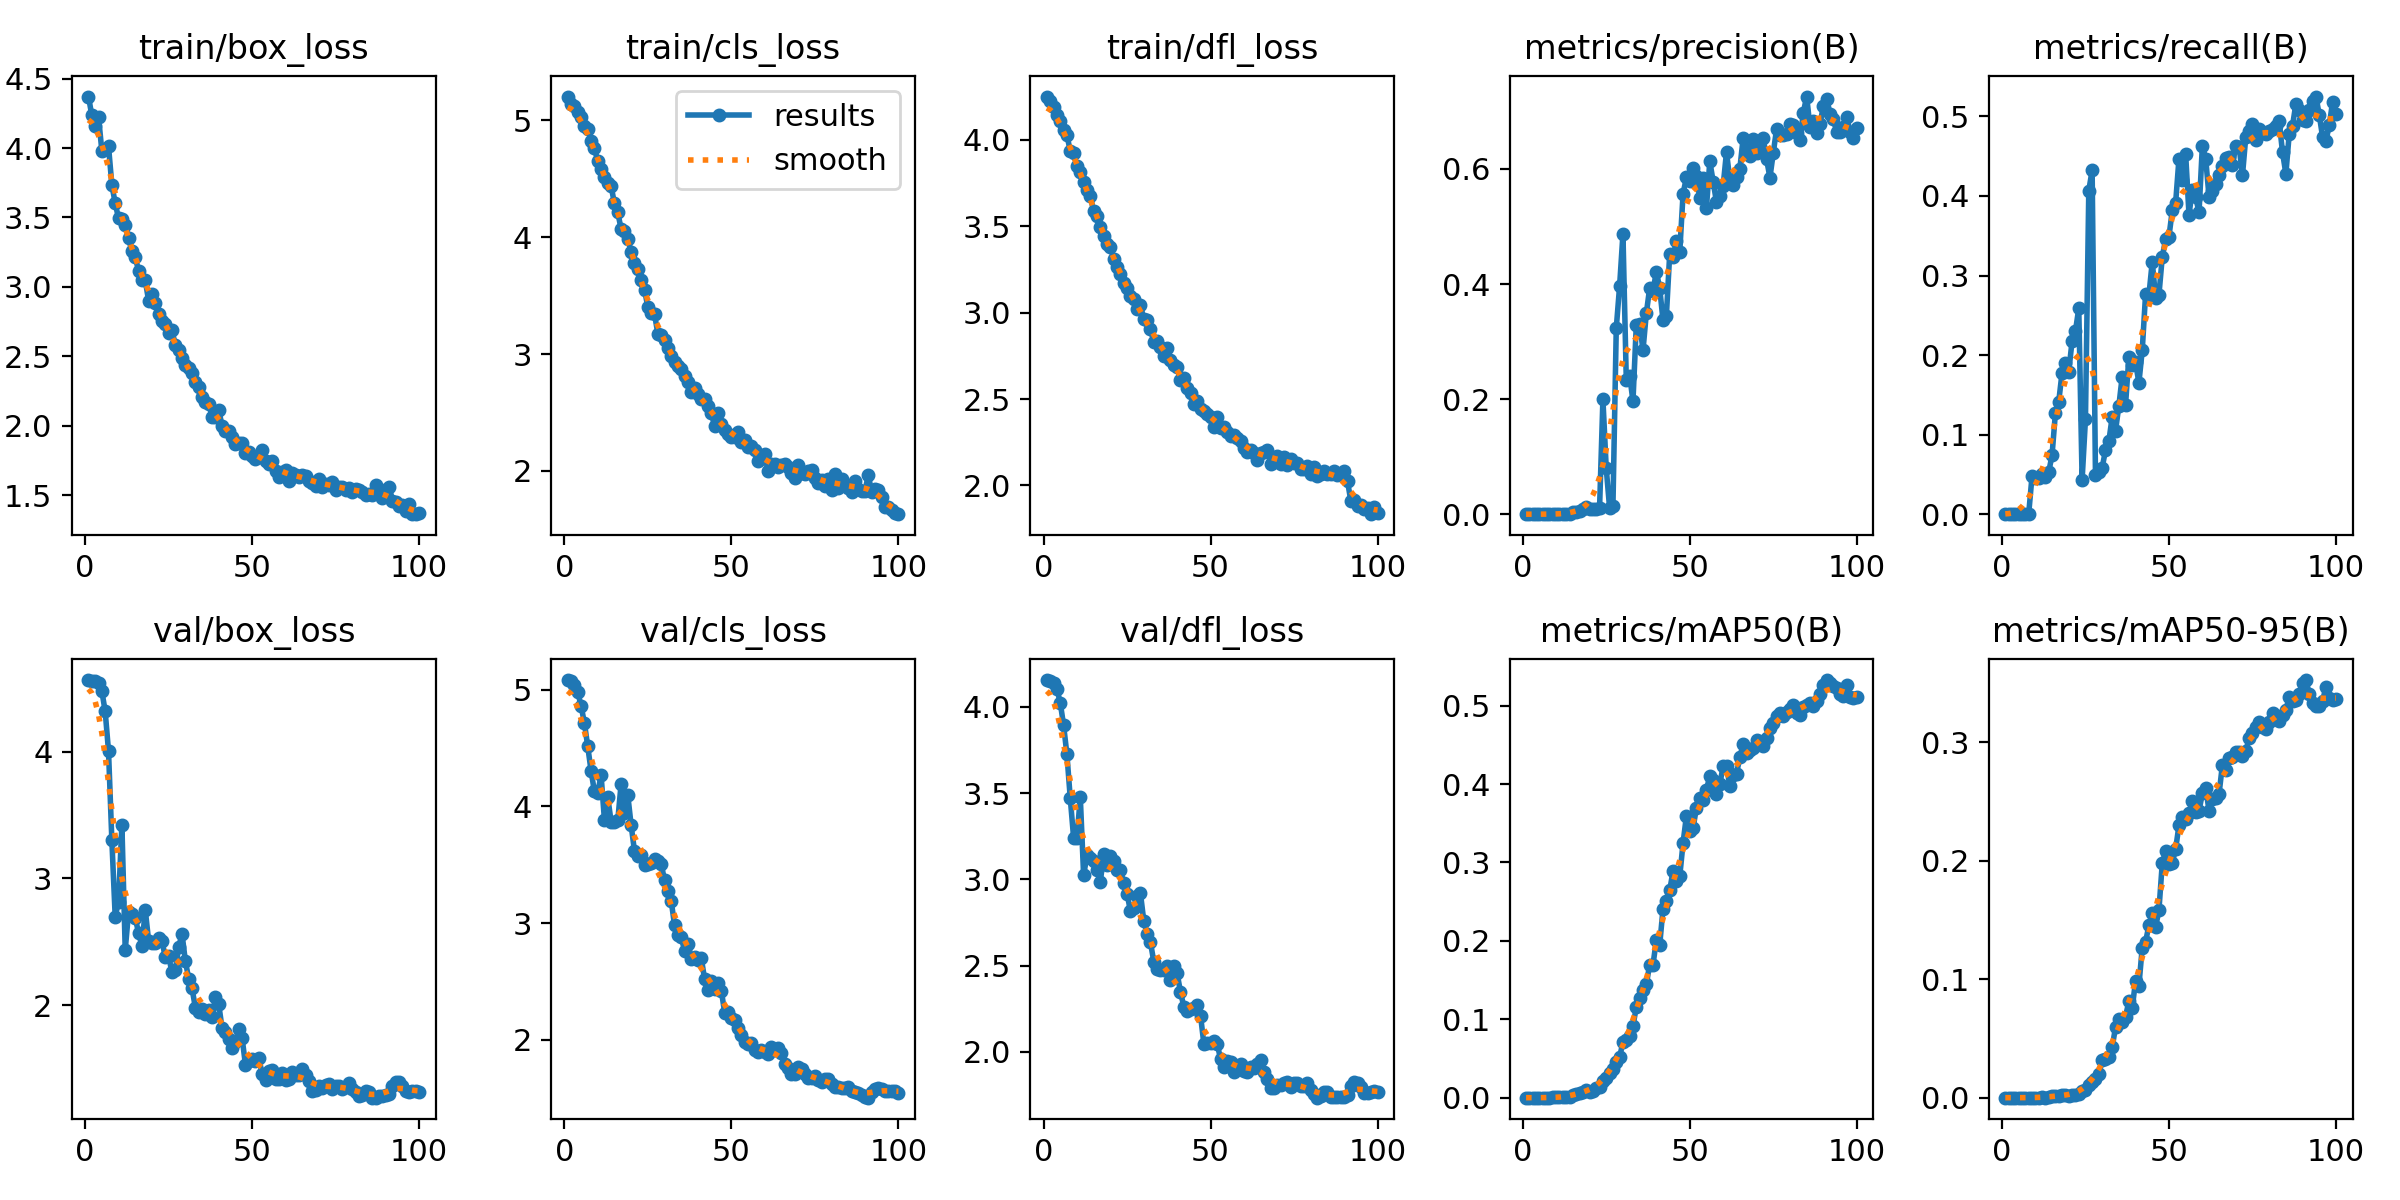 train/box_loss
4.5
4.0
3.5
3.0
2.5
2.0
1.5
0 50 100
train/cls_loss
results
smooth
5
4
3
2
0 50 100
train/dfl_loss
4.0
3.5
3.0
2.5
2.0
0 50 100
metrics/precision(B)
0.6
0.4
0.2
0.0
0 50 100
metrics/recall(B)
0.5
0.4
0.3
0.2
0.1
0.0
0 50 100
val/box_loss
4
3
2
0 50 100
val/cls_loss
5
4
3
2
0 50 100
val/dfl_loss
4.0
3.5
3.0
2.5
2.0
0 50 100
metrics/mAP50(B)
0.5
0.4
0.3
0.2
0.1
0.0
0 50 100
metrics/mAP50-95(B)
0.3
0.2
0.1
0.0
0 50 100